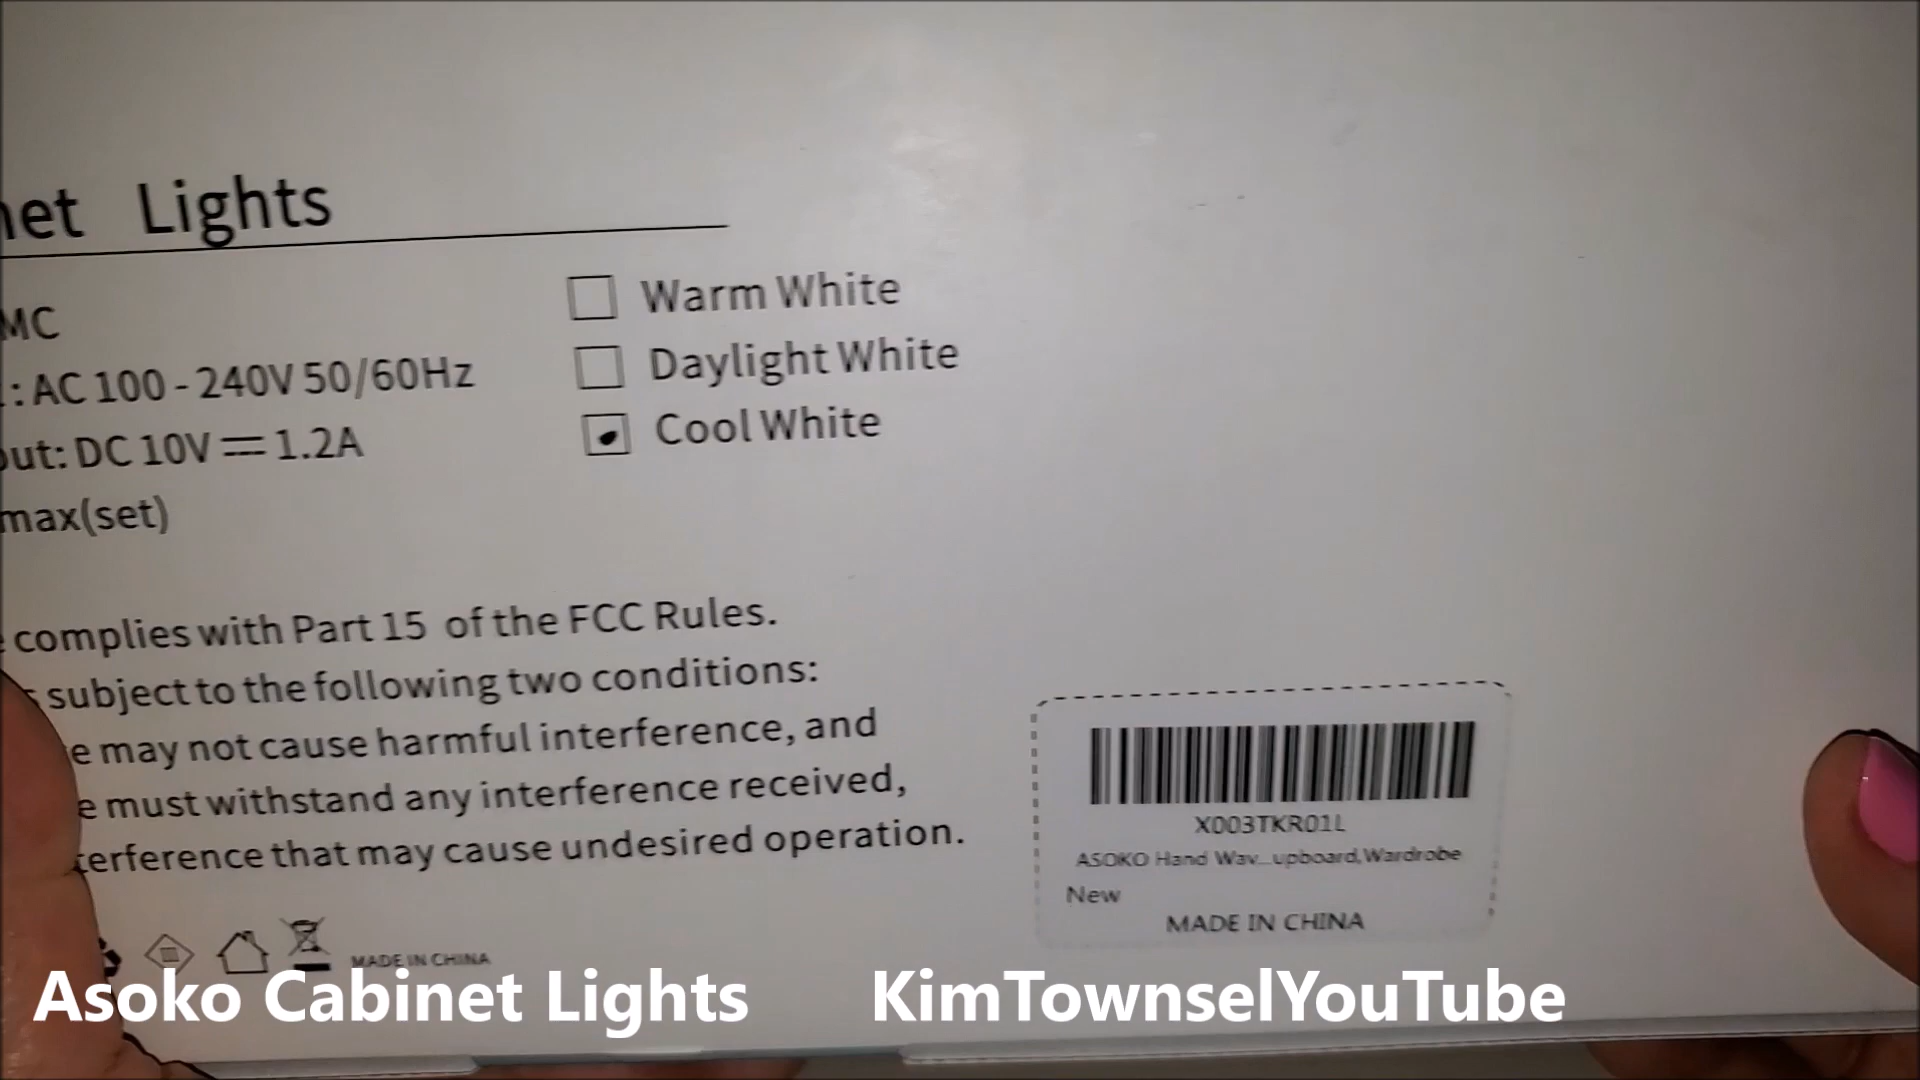 net Lights
MC
: AC 100 - 240V 50/60Hz
out: DC 10V ⎓ 1.2A
max(set)
Warm White
Daylight White
Cool White
complies with Part 15 of the FCC Rules.
subject to the following two conditions:
e may not cause harmful interference, and
e must withstand any interference received,
terference that may cause undesired operation.
MADE IN CHINA
X003TKR01L
ASOKO Hand Wav...upboard,Wardrobe
New
MADE IN CHINA
Asoko Cabinet Lights KimTownselYouTube